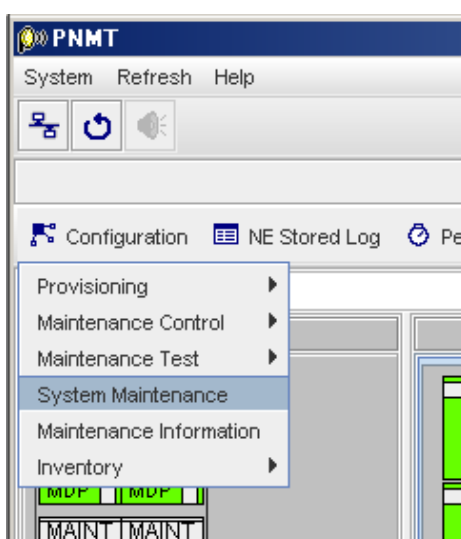 PNMT
System Refresh Help
Configuration NE Stored Log Pe
Provisioning
Maintenance Control
Maintenance Test
System Maintenance
Maintenance Information
Inventory
MDP MDP
MAINT MAINT